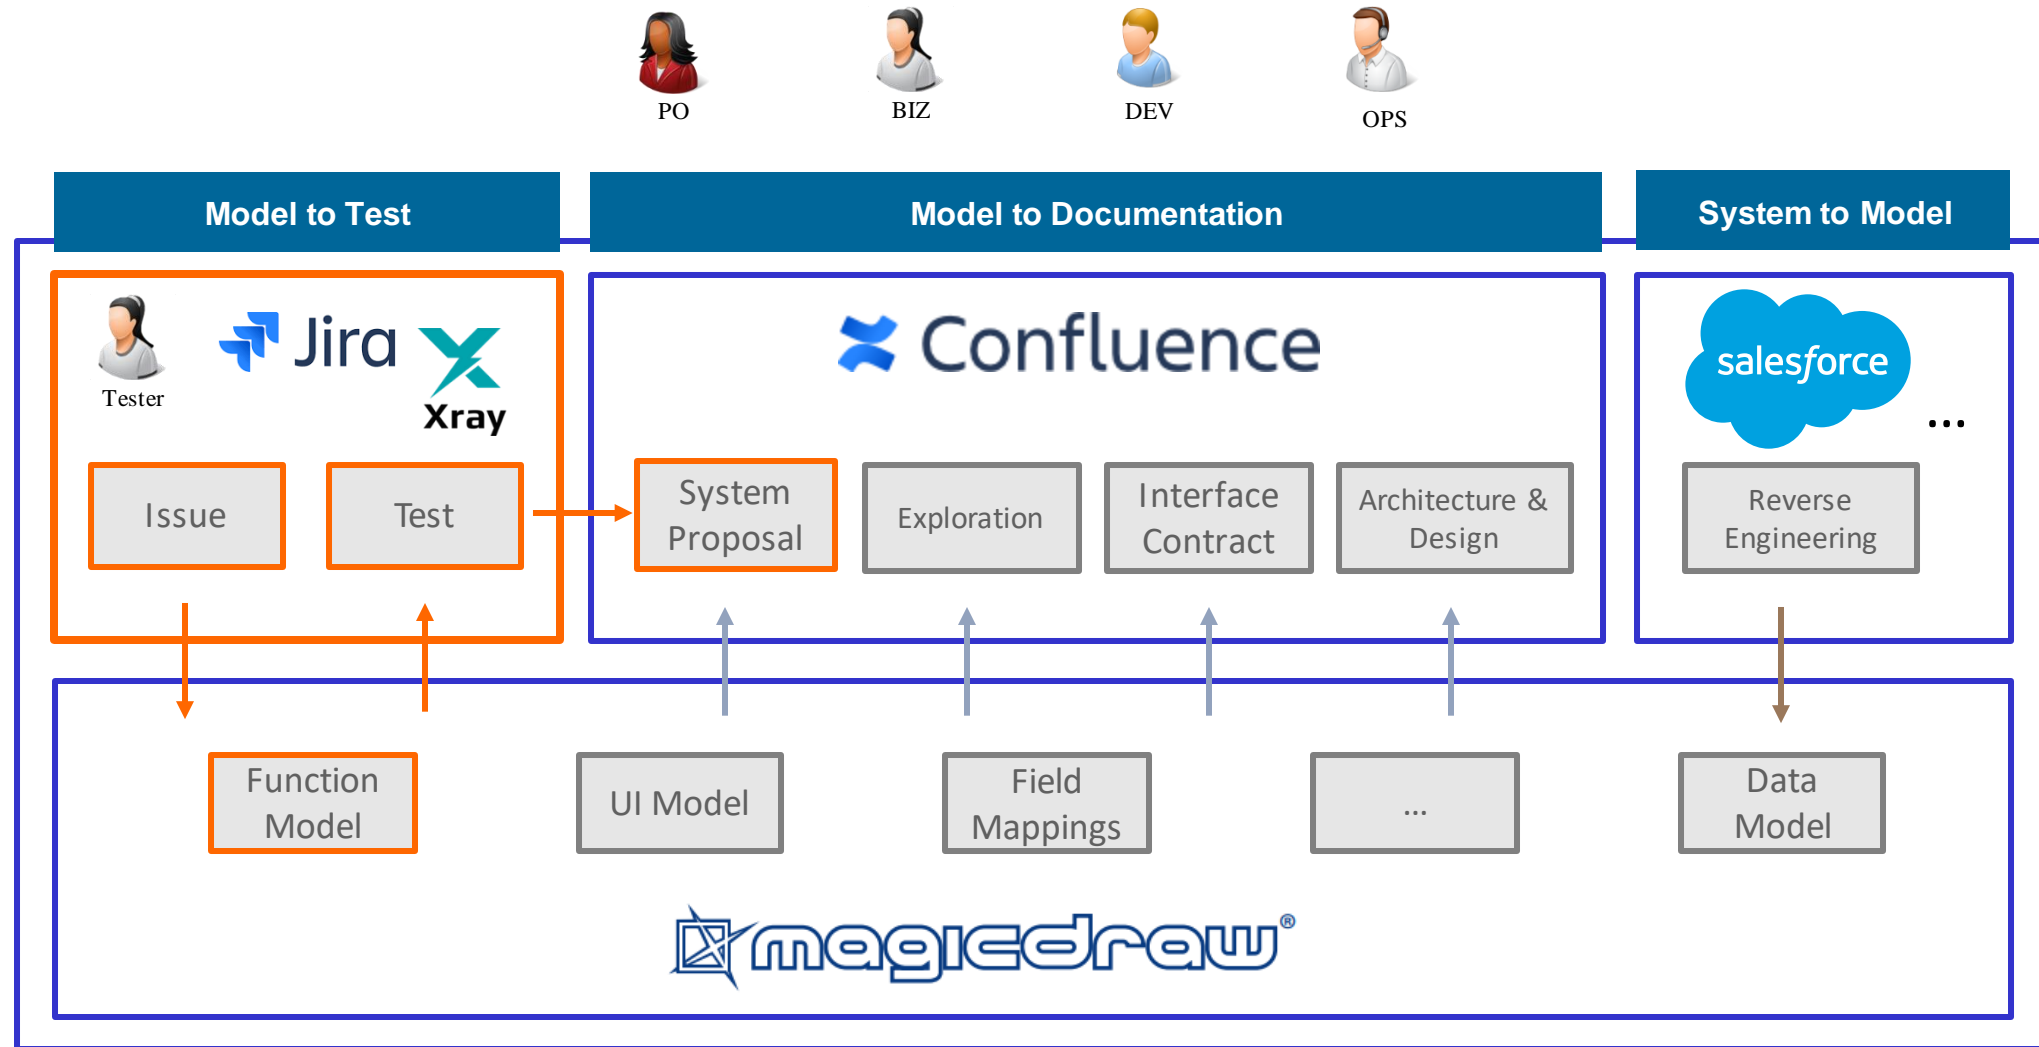 PO
BIZ
DEV
OPS
Model to Test
Model to Documentation
System to Model
Tester
Jira
Xray
Confluence
salesforce
...
Issue
Test
System
Proposal
Exploration
Interface
Contract
Architecture &
Design
Reverse
Engineering
Function
Model
UI Model
Field
Mappings
...
Data
Model
magicdraw®